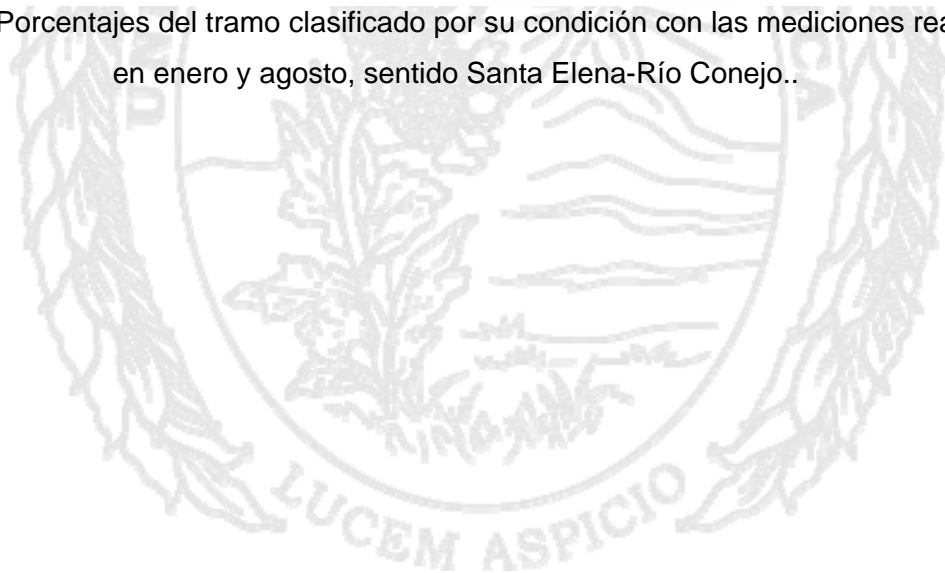 Porcentajes del tramo clasificado por su condición con las mediciones
en enero y agosto, sentido Santa Elena-Río Conejo..
LUCEM ASPICIO